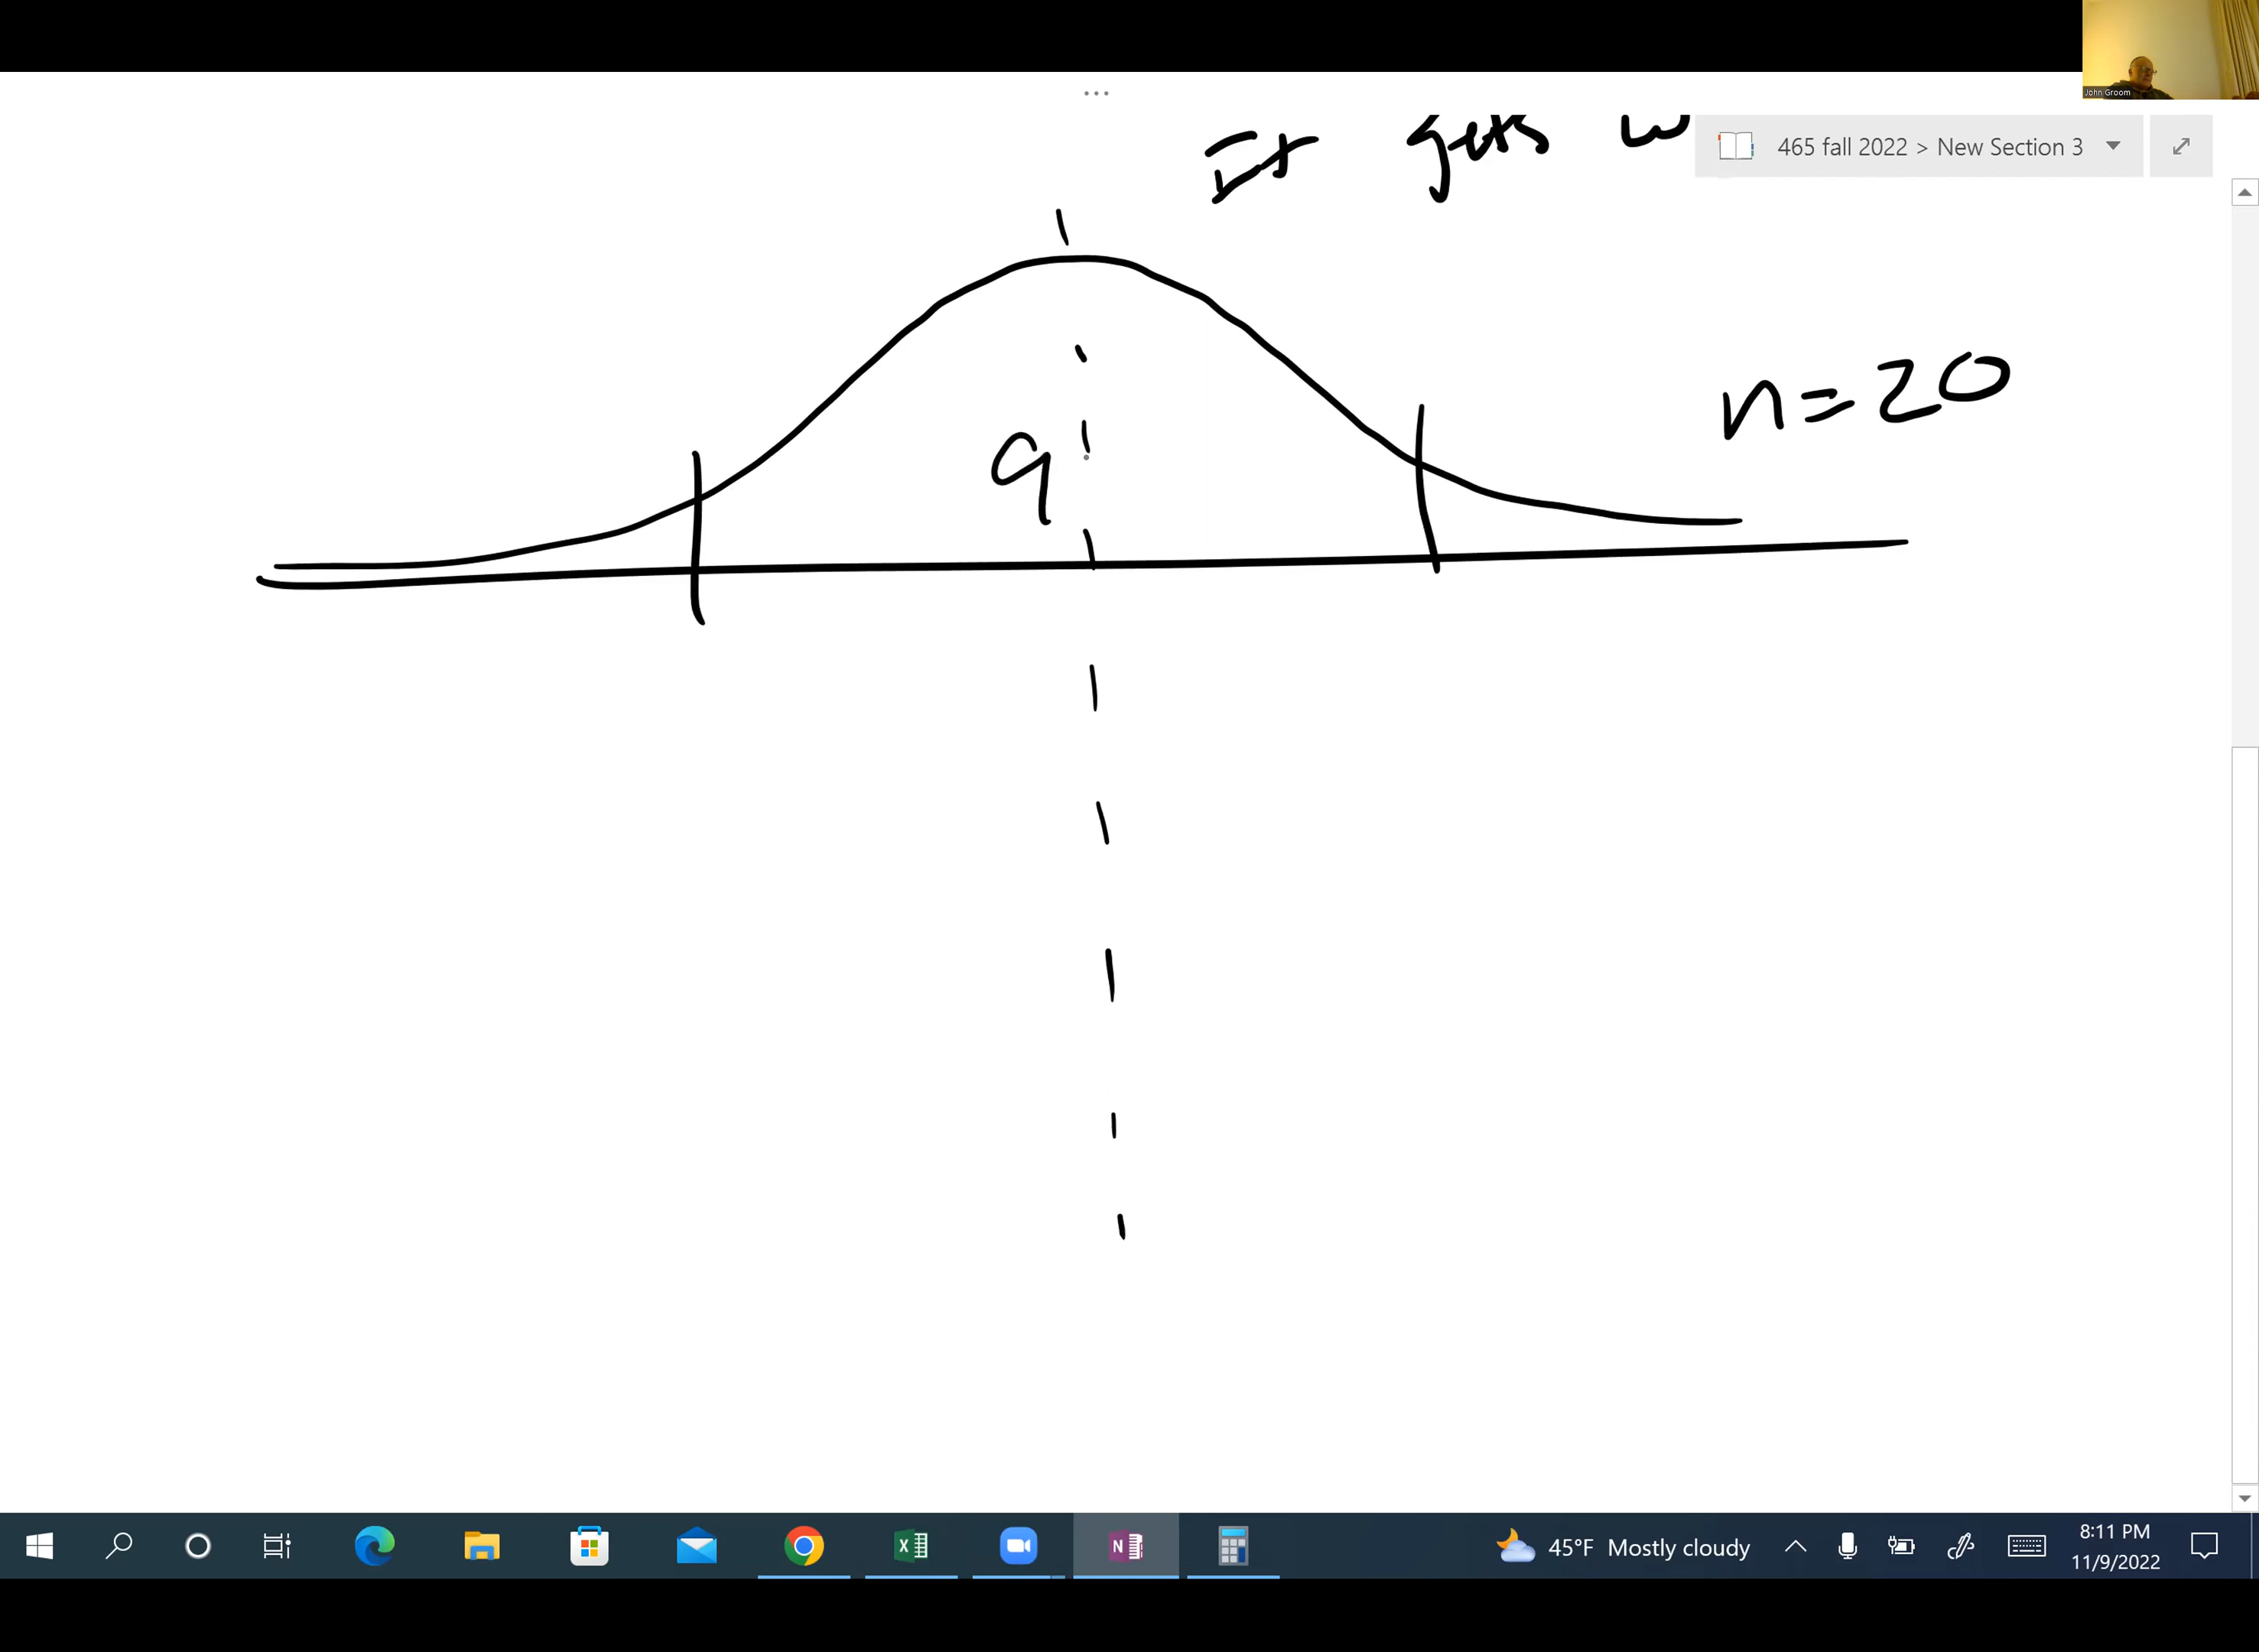 John Groom
It gets
465 fall 2022 > New Section 3
n=20
9
45°F Mostly cloudy
8:11 PM
11/9/2022